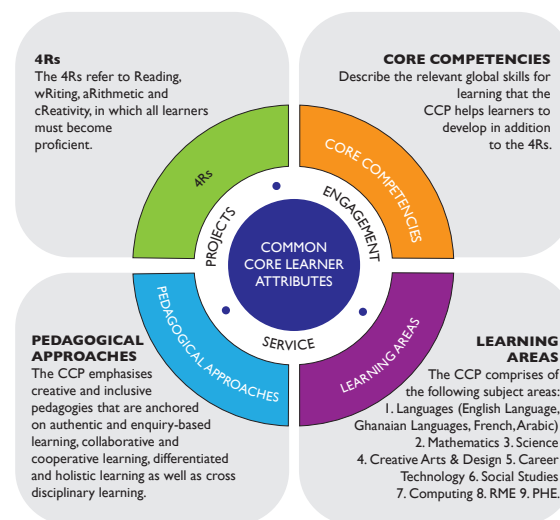 4Rs
The 4Rs refer to Reading,
wRiting, aRithmetic and
cReativity, in which all learners
must become
proficient.
CORE COMPETENCIES
Describe the relevant global skills for
learning that the
CCP helps learners to
develop in addition
to the 4Rs.
4Rs
CORE COMPETENCIES
PROJECTS
ENGAGEMENT
SERVICE
COMMON
CORE LEARNER
ATTRIBUTES
PEDAGOGICAL APPROACHES
LEARNING AREAS
PEDAGOGICAL
APPROACHES
The CCP emphasises
creative and inclusive
pedagogies that are anchored
on authentic and enquiry-based
learning, collaborative and
cooperative learning, differentiated
and holistic learning as well as cross
disciplinary learning.
LEARNING
AREAS
The CCP comprises of
the following subject areas:
1. Languages (English Language,
Ghanaian Languages, French, Arabic)
2. Mathematics 3. Science
4. Creative Arts & Design 5. Career
Technology 6. Social Studies
7. Computing 8. RME 9. PHE.